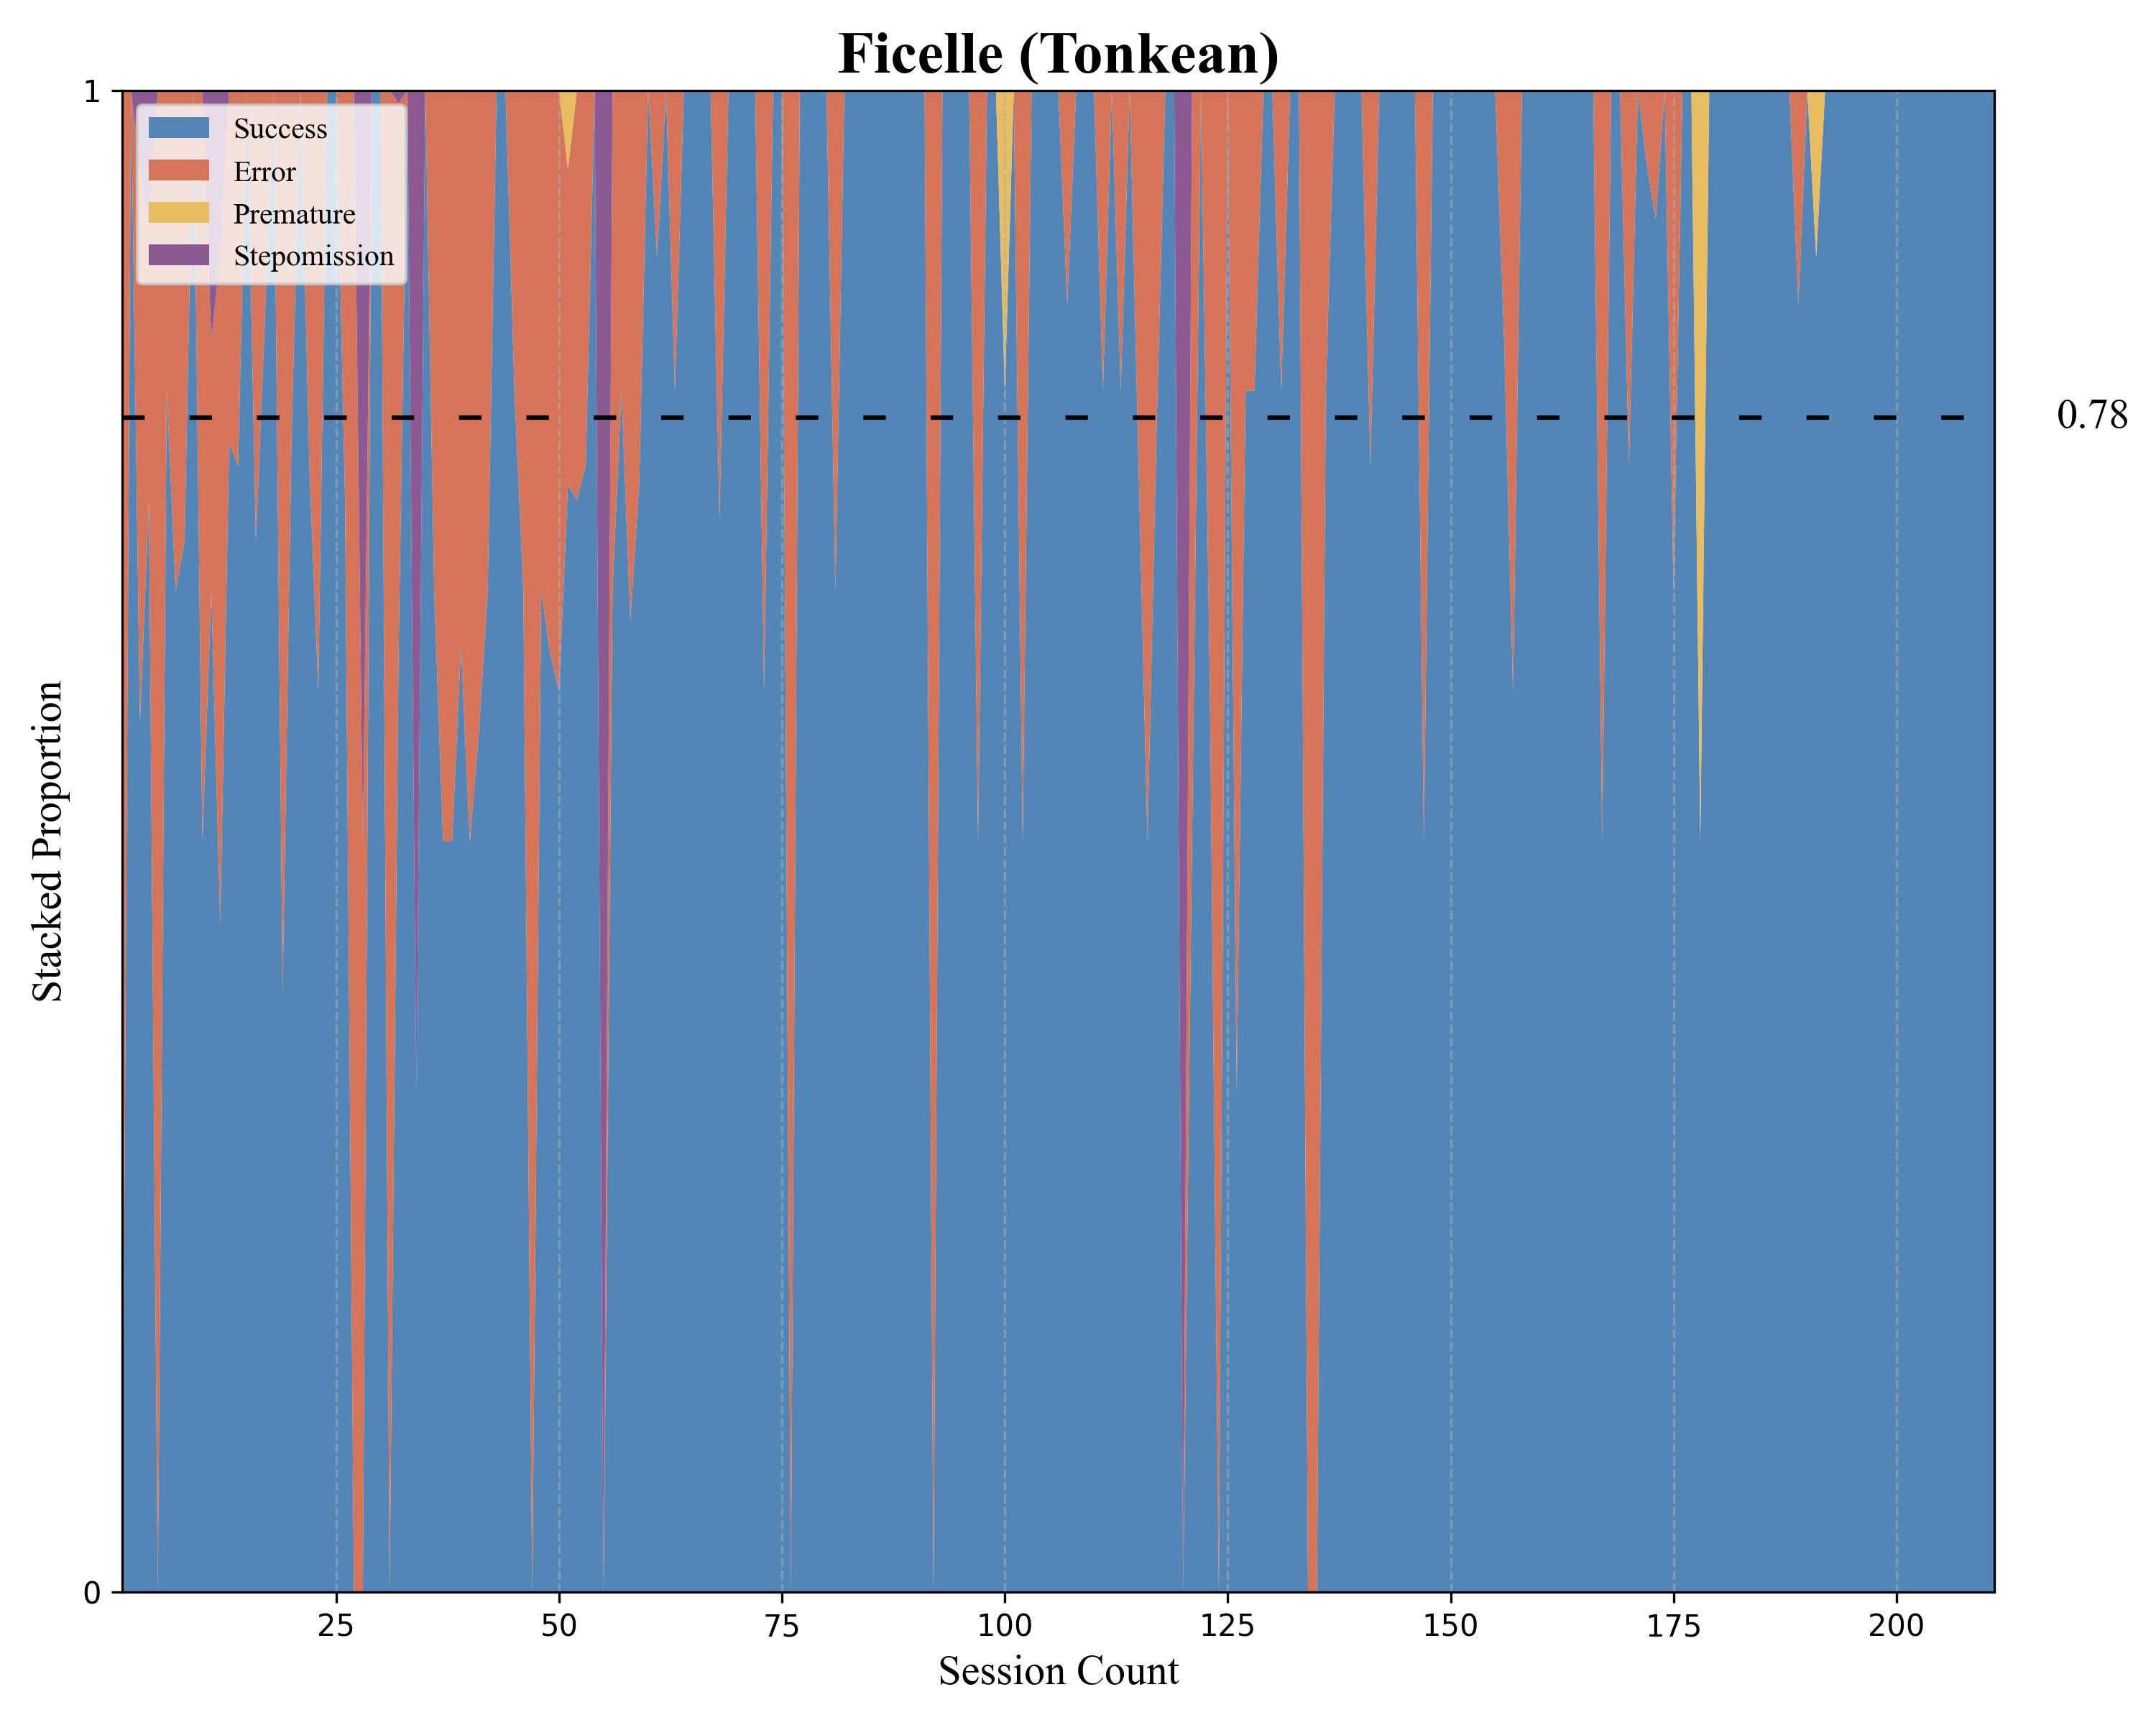 Ficelle (Tonkean)
1
Success
Error
Premature
Stepomission
0.78
Stacked Proportion
0
25 50 75 100 125 150 175 200
Session Count